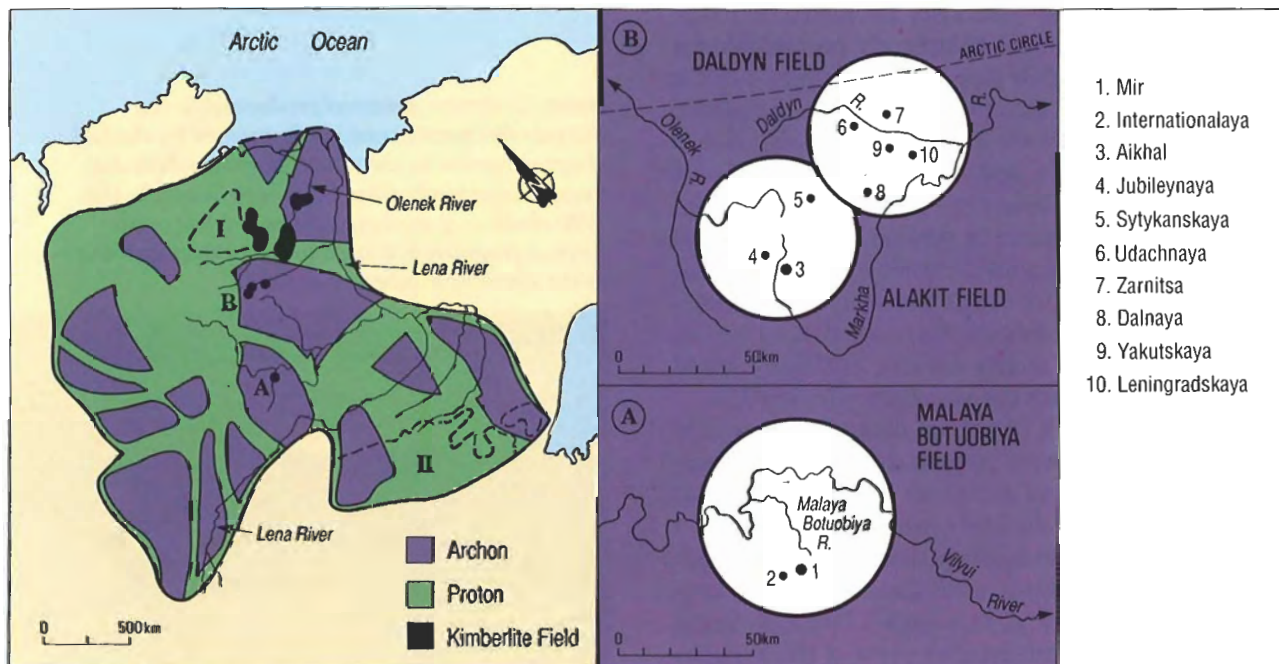 Arctic Ocean
I
Olenek River
Lena River
B
A
II
Lena River
Archon
Proton
Kimberlite Field
0 500km
B
DALDYN FIELD
ARCTIC CIRCLE
Olenek R.
Daldyn R.
R.
7
6
9
10
8
5
4
3
Markha
ALAKIT FIELD
0 50km
A
MALAYA
BOTUOBIYA
FIELD
Malaya
Botuobiya
R.
2
1
Vilyui
River
0 50km
1. Mir
2. Internationalaya
3. Aikhal
4. Jubileynaya
5. Sytykanskaya
6. Udachnaya
7. Zarnitsa
8. Dalnaya
9. Yakutskaya
10. Leningradskaya